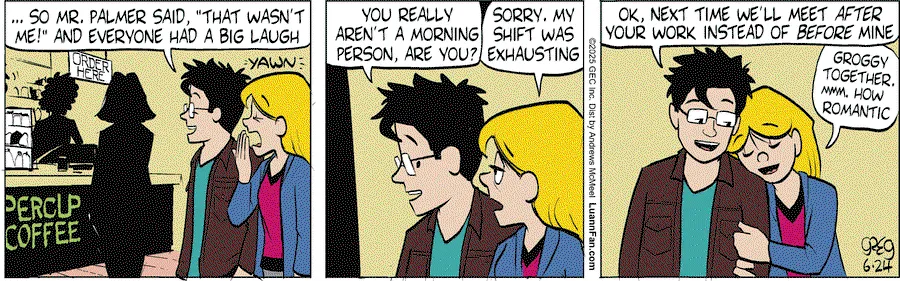 ... SO MR. PALMER SAID, "THAT WASN'T
ME!" AND EVERYONE HAD A BIG LAUGH
ORDER
HERE
YAWN
PERCUP
COFFEE
YOU REALLY
AREN'T A MORNING
PERSON, ARE YOU?
SORRY. MY
SHIFT WAS
EXHAUSTING
©2025 GEC Inc. Dist by Andrews McMeel LuannFan.com
OK, NEXT TIME WE'LL MEET AFTER
YOUR WORK INSTEAD OF BEFORE MINE
GROGGY
TOGETHER.
MMM. HOW
ROMANTIC
GREG
6·24